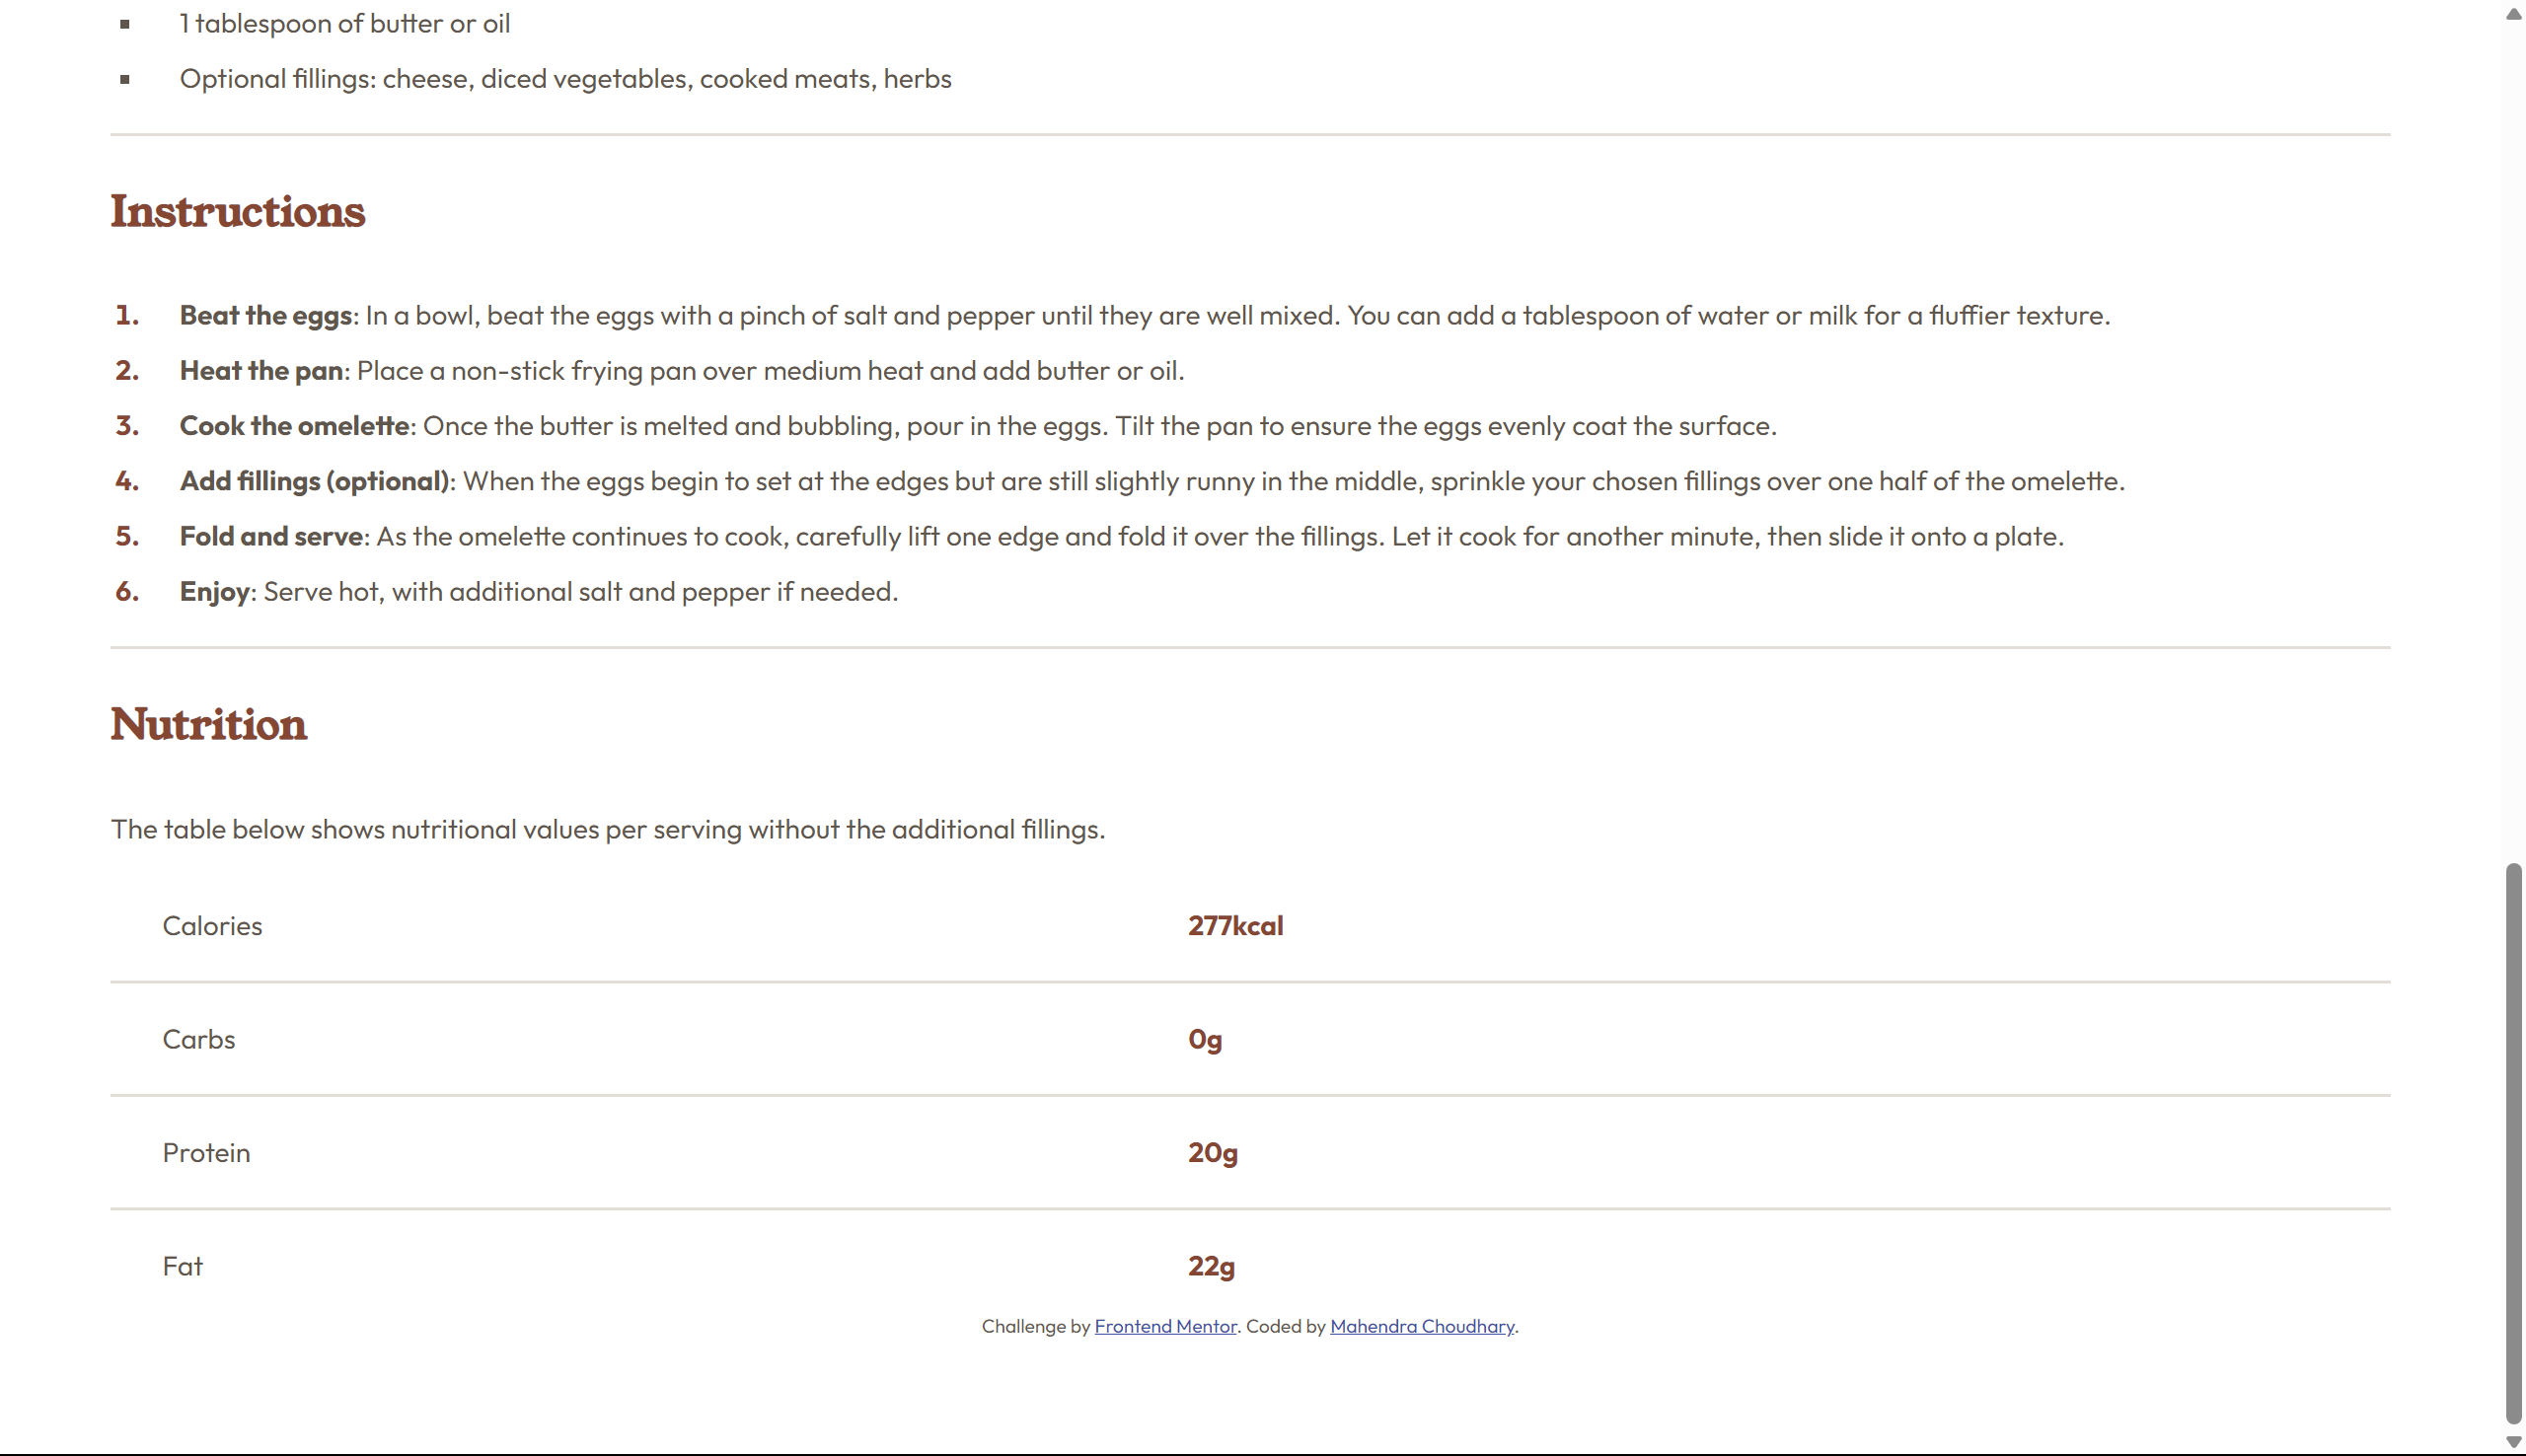 1 tablespoon of butter or oil
Optional fillings: cheese, diced vegetables, cooked meats, herbs
Instructions
1. Beat the eggs: In a bowl, beat the eggs with a pinch of salt and pepper until they are well mixed. You can add a tablespoon of water or milk for a fluffier texture.
2. Heat the pan: Place a non-stick frying pan over medium heat and add butter or oil.
3. Cook the omelette: Once the butter is melted and bubbling, pour in the eggs. Tilt the pan to ensure the eggs evenly coat the surface.
4. Add fillings (optional): When the eggs begin to set at the edges but are still slightly runny in the middle, sprinkle your chosen fillings over one half of the omelette.
5. Fold and serve: As the omelette continues to cook, carefully lift one edge and fold it over the fillings. Let it cook for another minute, then slide it onto a plate.
6. Enjoy: Serve hot, with additional salt and pepper if needed.
Nutrition
The table below shows nutritional values per serving without the additional fillings.
Calories 277kcal
Carbs 0g
Protein 20g
Fat 22g
Challenge by Frontend Mentor. Coded by Mahendra Choudhary.